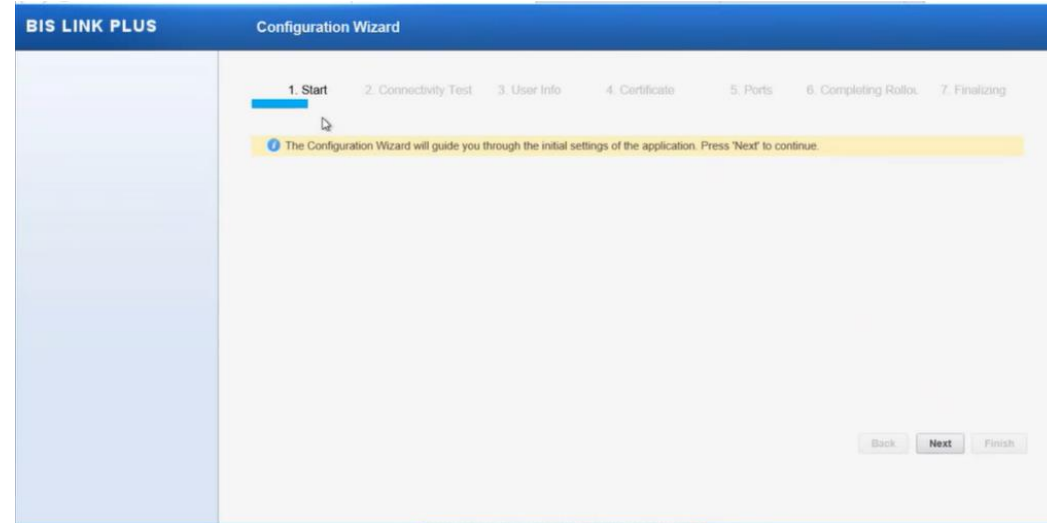 BIS LINK PLUS
Configuration Wizard
1. Start 2. Connectivity Test 3. User Info 4. Certificate 5. Ports 6. Completing Rollou 7. Finalizing
The Configuration Wizard will guide you through the initial settings of the application. Press 'Next' to continue.
Back Next Finish